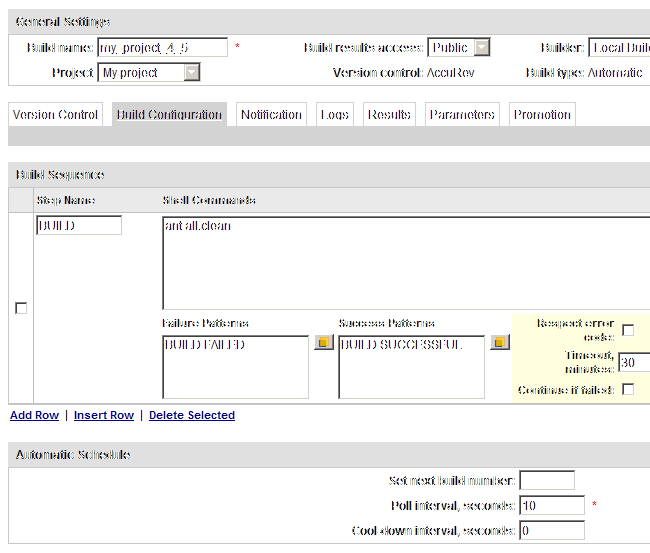 General Settings
Build name: my_project_4_5 * Build results access: Public Builder: Local Build
Project My project Version control: AccuRev Build type: Automatic
Version Control Build Configuration Notification Logs Results Parameters Promotion
Build Sequence
Step Name Shell Commands
BUILD ant all.clean
Failure Patterns Success Patterns Respect error
code:
BUILD FAILED BUILD SUCCESSFUL Timeout,
minutes: 30
Continue if failed:
Add Row | Insert Row | Delete Selected
Automatic Schedule
Set next build number:
Poll interval, seconds: 10 *
Cool down interval, seconds: 0